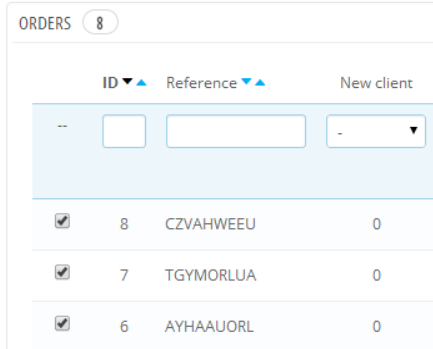 ORDERS 8
ID Reference New client
-- -
8 CZVAHWEEU 0
7 TGYMORLUA 0
6 AYHAAUORL 0